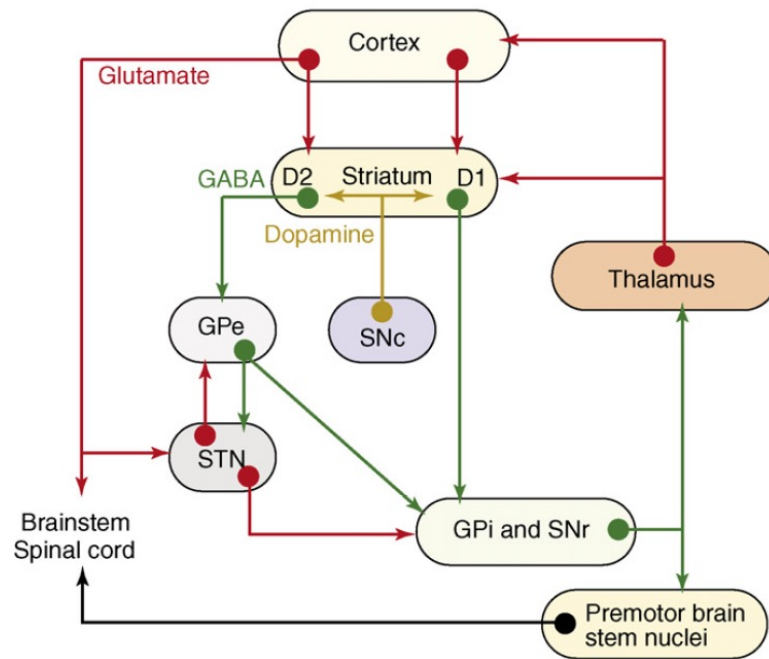 Cortex
Glutamate
GABA
D2
Striatum
D1
Dopamine
Thalamus
GPe
SNc
STN
GPi and SNr
Brainstem
Spinal cord
Premotor brain
stem nuclei